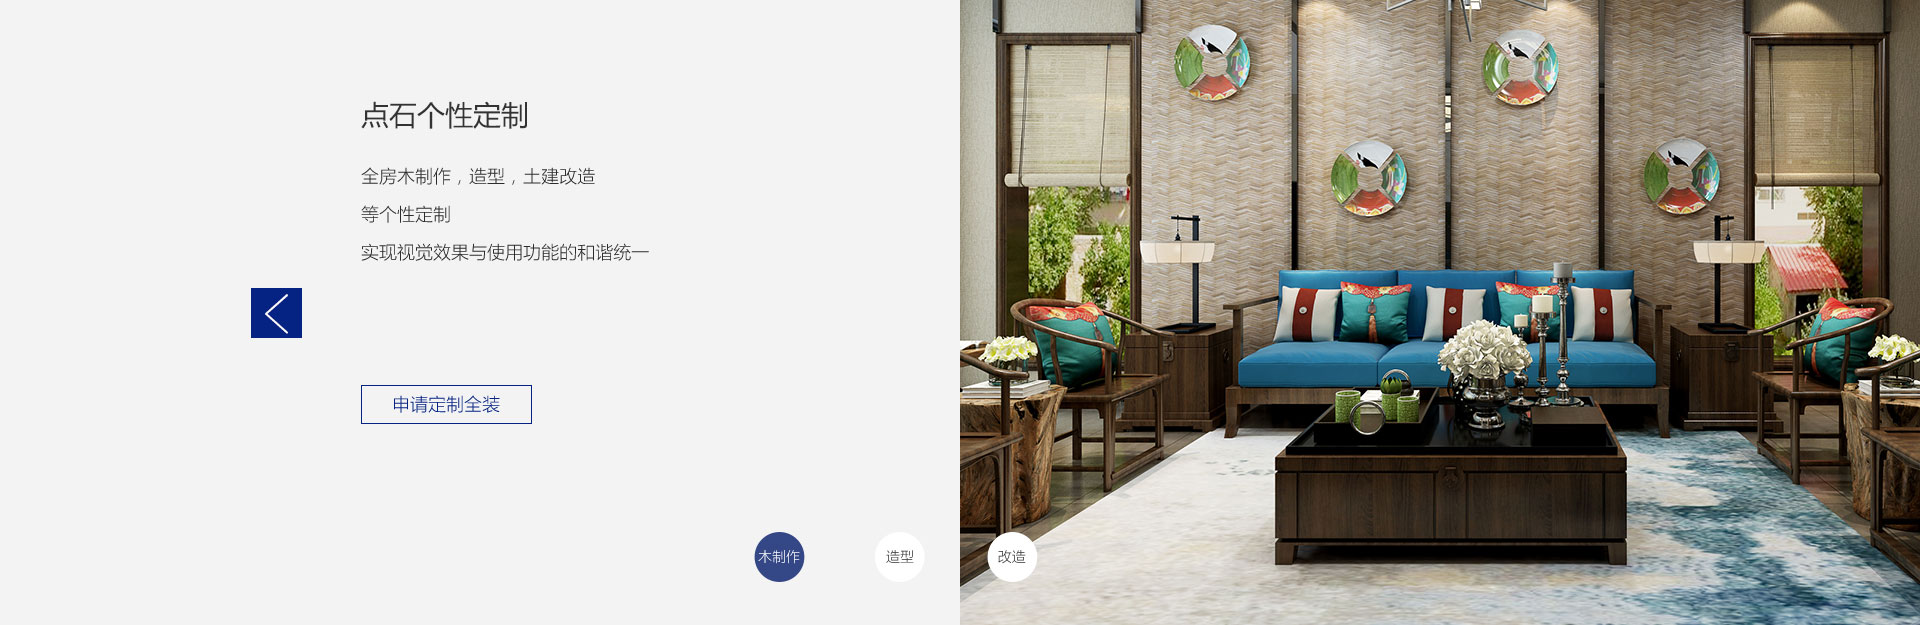 点石个性定制
全房木制作，造型，土建改造
等个性定制
实现视觉效果与使用功能的和谐统一
申请定制全装
木制作
造型
改造